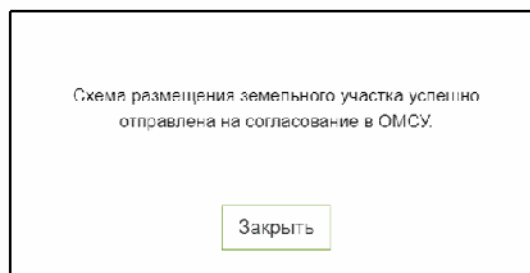 Схема размещения земельного участка успешно
отправлена на согласование в ОМСУ.
Закрыть